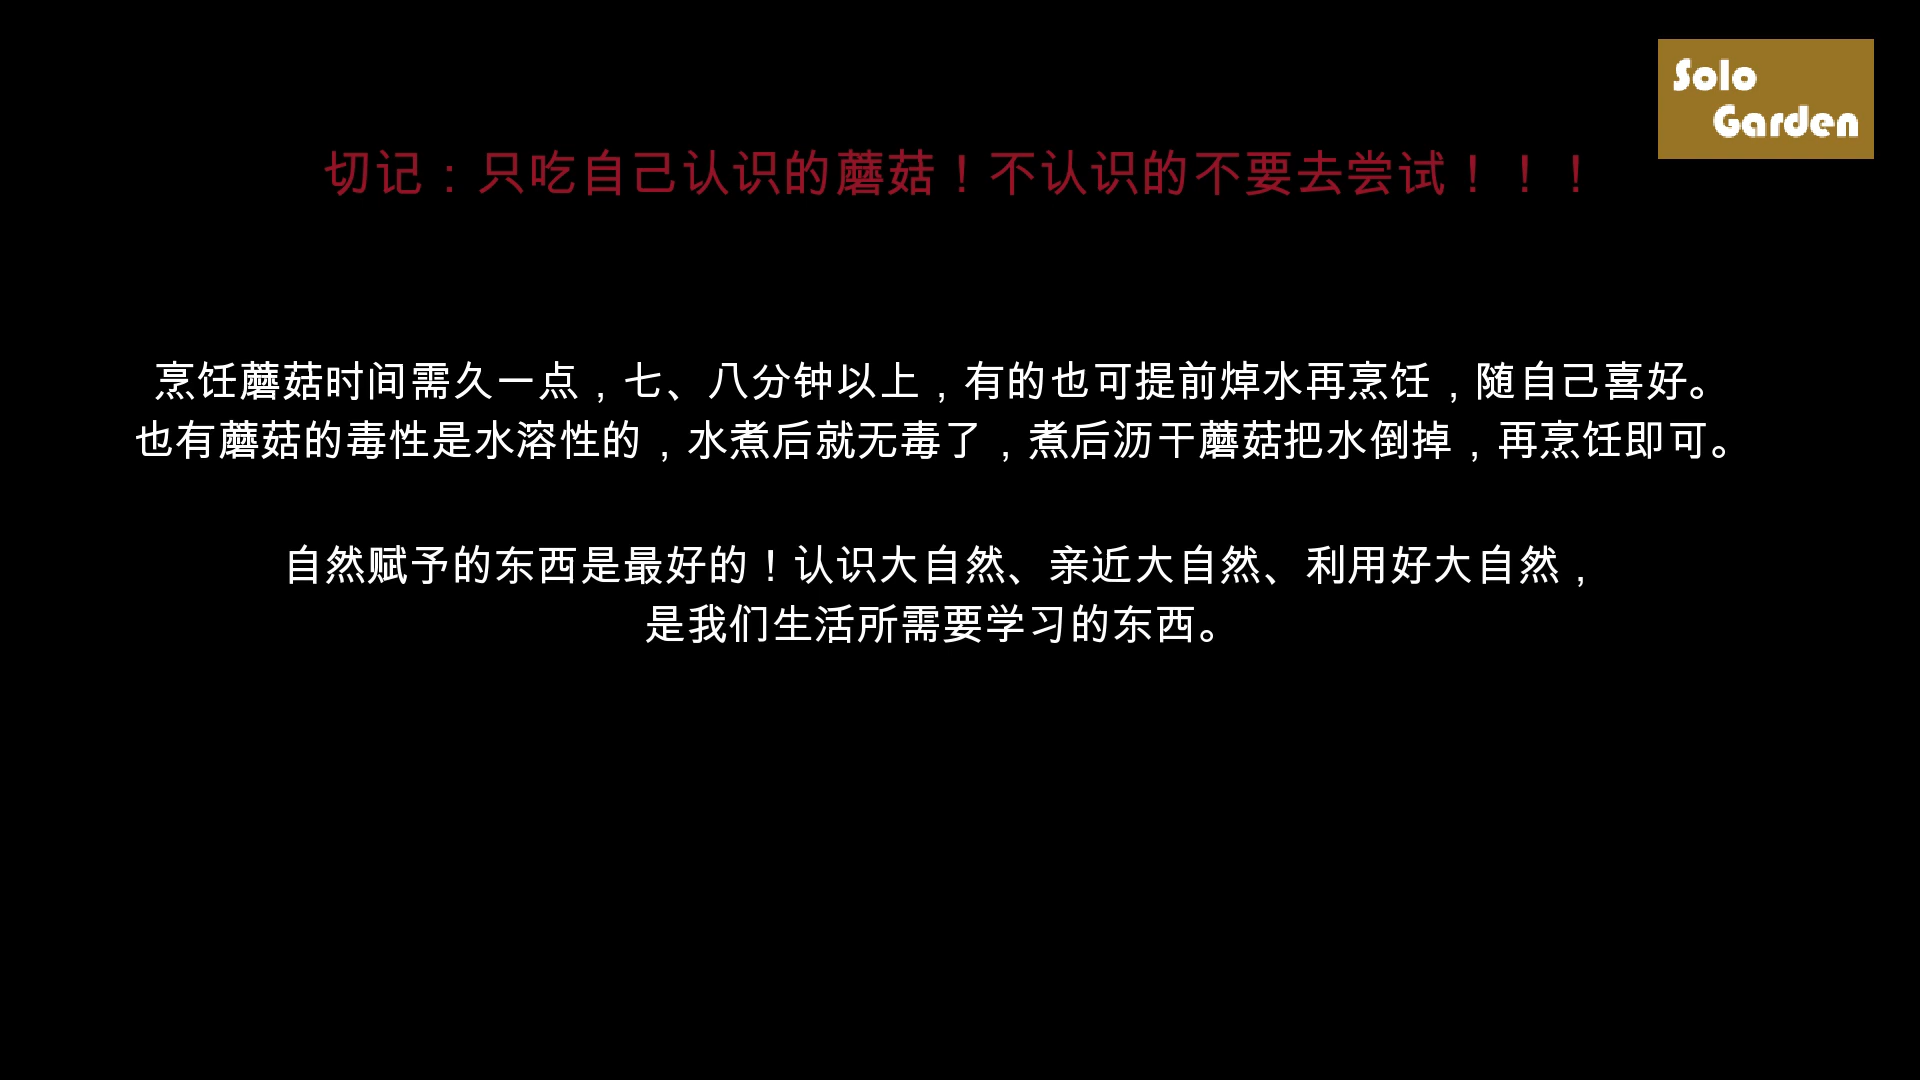 Solo
Garden
切记：只吃自己认识的蘑菇！不认识的不要去尝试！！！
烹饪蘑菇时间需久一点，七、八分钟以上，有的也可提前焯水再烹饪，随自己喜好。
也有蘑菇的毒性是水溶性的，水煮后就无毒了，煮后沥干蘑菇把水倒掉，再烹饪即可。
自然赋予的东西是最好的！认识大自然、亲近大自然、利用好大自然，
是我们生活所需要学习的东西。